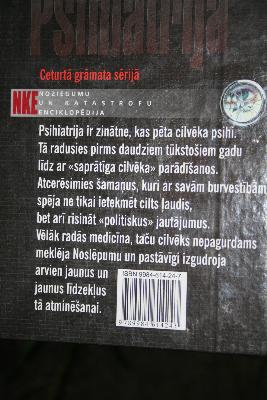 Psihiatrija
Ceturtā grāmata sērijā
NKE
NOZIEGUMU
UN KATASTROFU
ENCIKLOPĒDIJA
Psihiatrija ir zinātne, kas pēta cilvēka psihi.
Tā radusies pirms daudziem tūkstošiem gadu
līdz ar «saprātīga cilvēka» parādīšanos.
Atcerēsimies šamaņus, kuri ar savām burvestībām
spēja ne tikai ietekmēt cilts ļaudis,
bet arī risināt «politiskus» jautājumus.
Vēlāk radās medicīna, taču cilvēks nepagurdams
meklēja Noslēpumu un pastāvīgi izgudroja
arvien jaunus un
jaunus līdzekļus
tā atminēšanai.
ISBN 9984-614-24-7
9789984614243